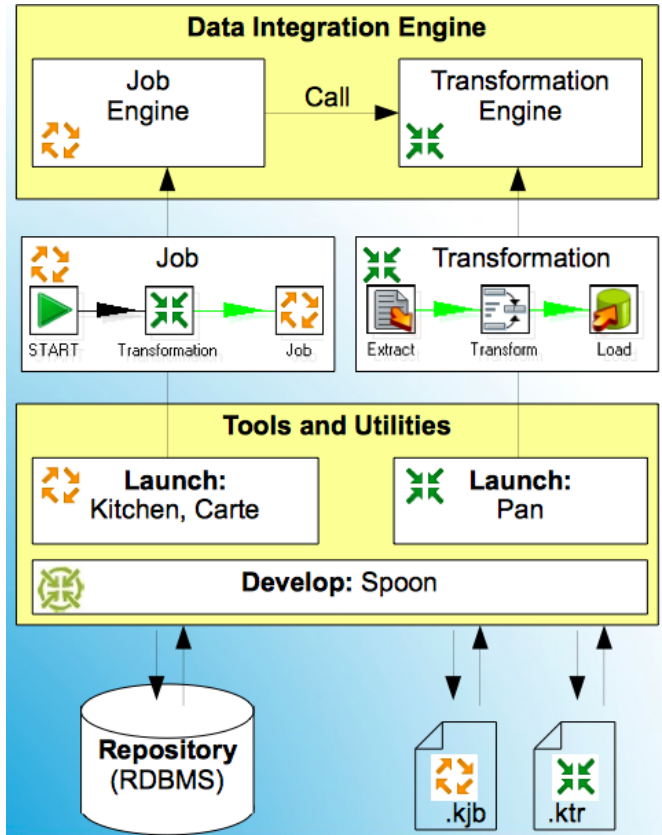 Data Integration Engine
Job
Engine
Call
Transformation
Engine
Job
START
Transformation
Job
Transformation
Extract
Transform
Load
Tools and Utilities
Launch:
Kitchen, Carte
Launch:
Pan
Develop: Spoon
Repository
(RDBMS)
.kjb
.ktr